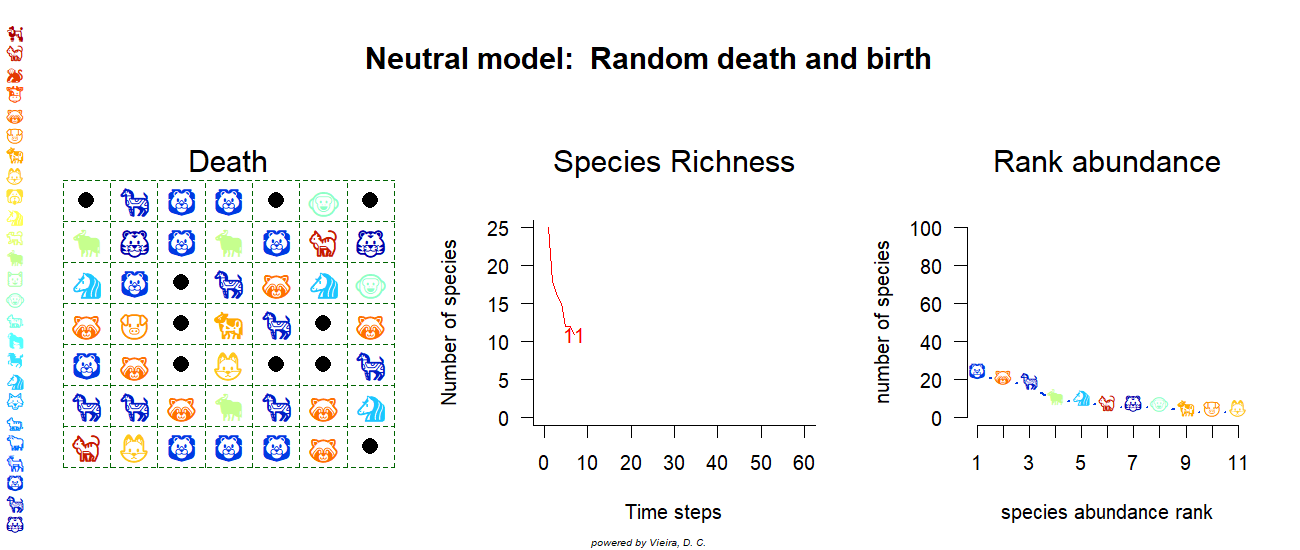 Neutral model:  Random death and birth
Death
Species Richness
Rank abundance
Number of species
25
20
15
10
5
0
11
0 10 20 30 40 50 60
Time steps
number of species
100
80
60
40
20
0
1 3 5 7 9 11
species abundance rank
powered by Vieira, D. C.